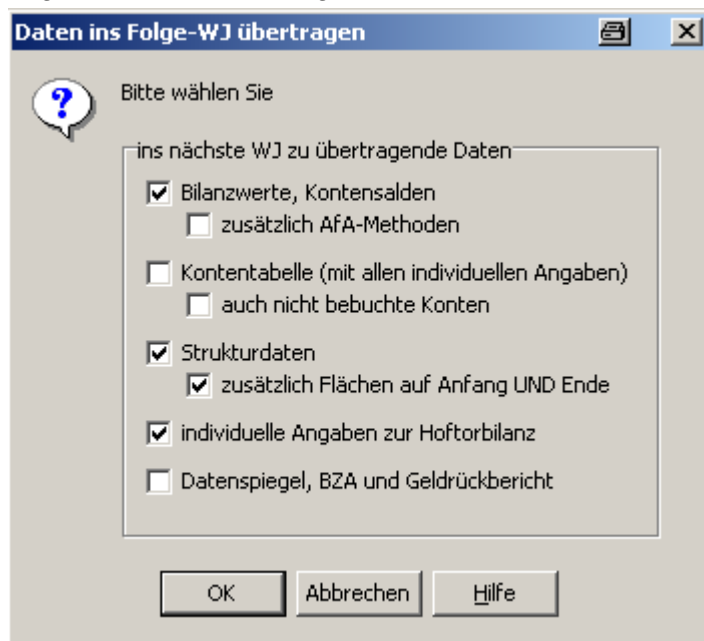 Daten ins Folge-WJ übertragen
Bitte wählen Sie
ins nächste WJ zu übertragende Daten
Bilanzwerte, Kontensalden
zusätzlich AfA-Methoden
Kontentabelle (mit allen individuellen Angaben)
auch nicht bebuchte Konten
Strukturdaten
zusätzlich Flächen auf Anfang UND Ende
individuelle Angaben zur Hoftorbilanz
Datenspiegel, BZA und Geldrückbericht
OK Abbrechen Hilfe